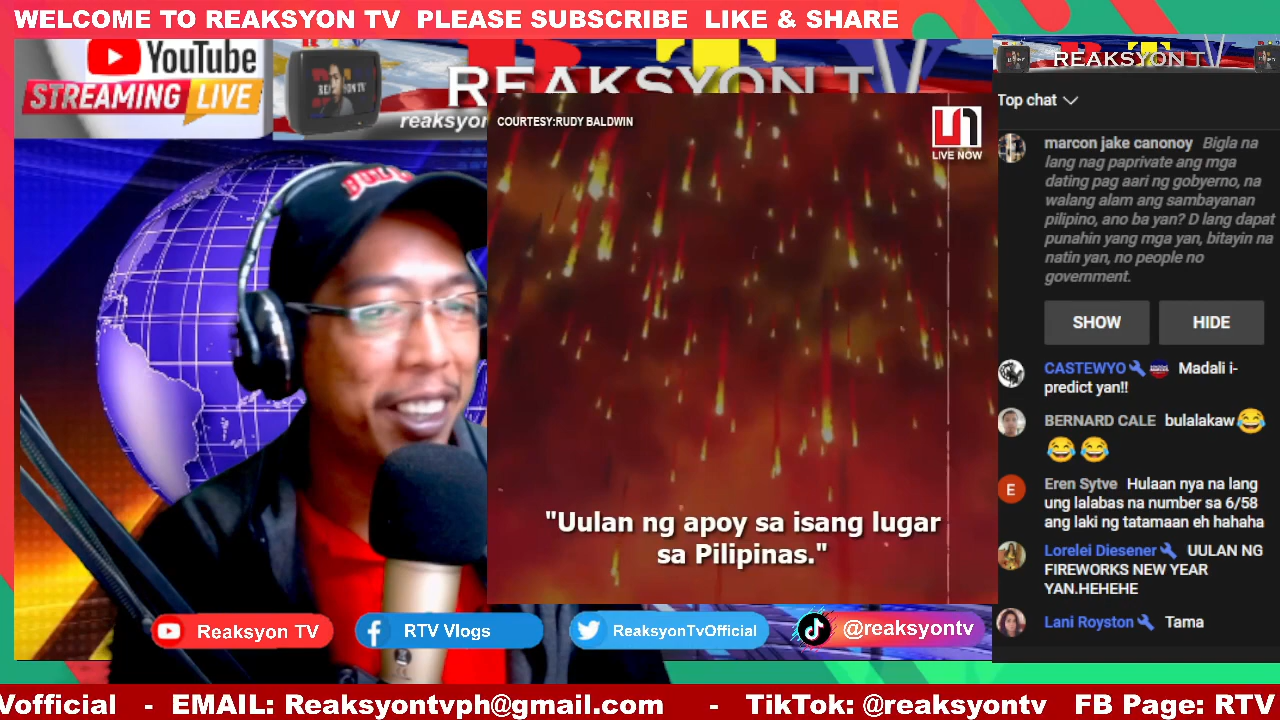 WELCOME TO REAKSYON TV PLEASE SUBSCRIBE LIKE & SHARE
YouTube
STREAMING LIVE
REAKSYON T
reaksyon
COURTESY:RUDY BALDWIN
LIVE NOW
"Uulan ng apoy sa isang lugar
sa Pilipinas."
Reaksyon TV
RTV Vlogs
ReaksyonTvOfficial
@reaksyontv
REAKSYON TV
Top chat
marcon jake canonoy Bigla na
lang nag paprivate ang mga
dating pag aari ng gobyerno, na
walang alam ang sambayanan
pilipino, ano ba yan? D lang dapat
punahin yang mga yan, bitayin na
natin yan, no people no
government.
SHOW
HIDE
CASTEWYO Madali i-
predict yan!!
BERNARD CALE bulalakaw😂
😂😂
E
Eren Sytve Hulaan nya na lang
ung lalabas na number sa 6/58
ang laki ng tatamaan eh hahaha
Lorelei Diesener UULAN NG
FIREWORKS NEW YEAR
YAN.HEHEHE
Lani Royston Tama
Vofficial - EMAIL: Reaksyontvph@gmail.com - TikTok: @reaksyontv FB Page: RTV